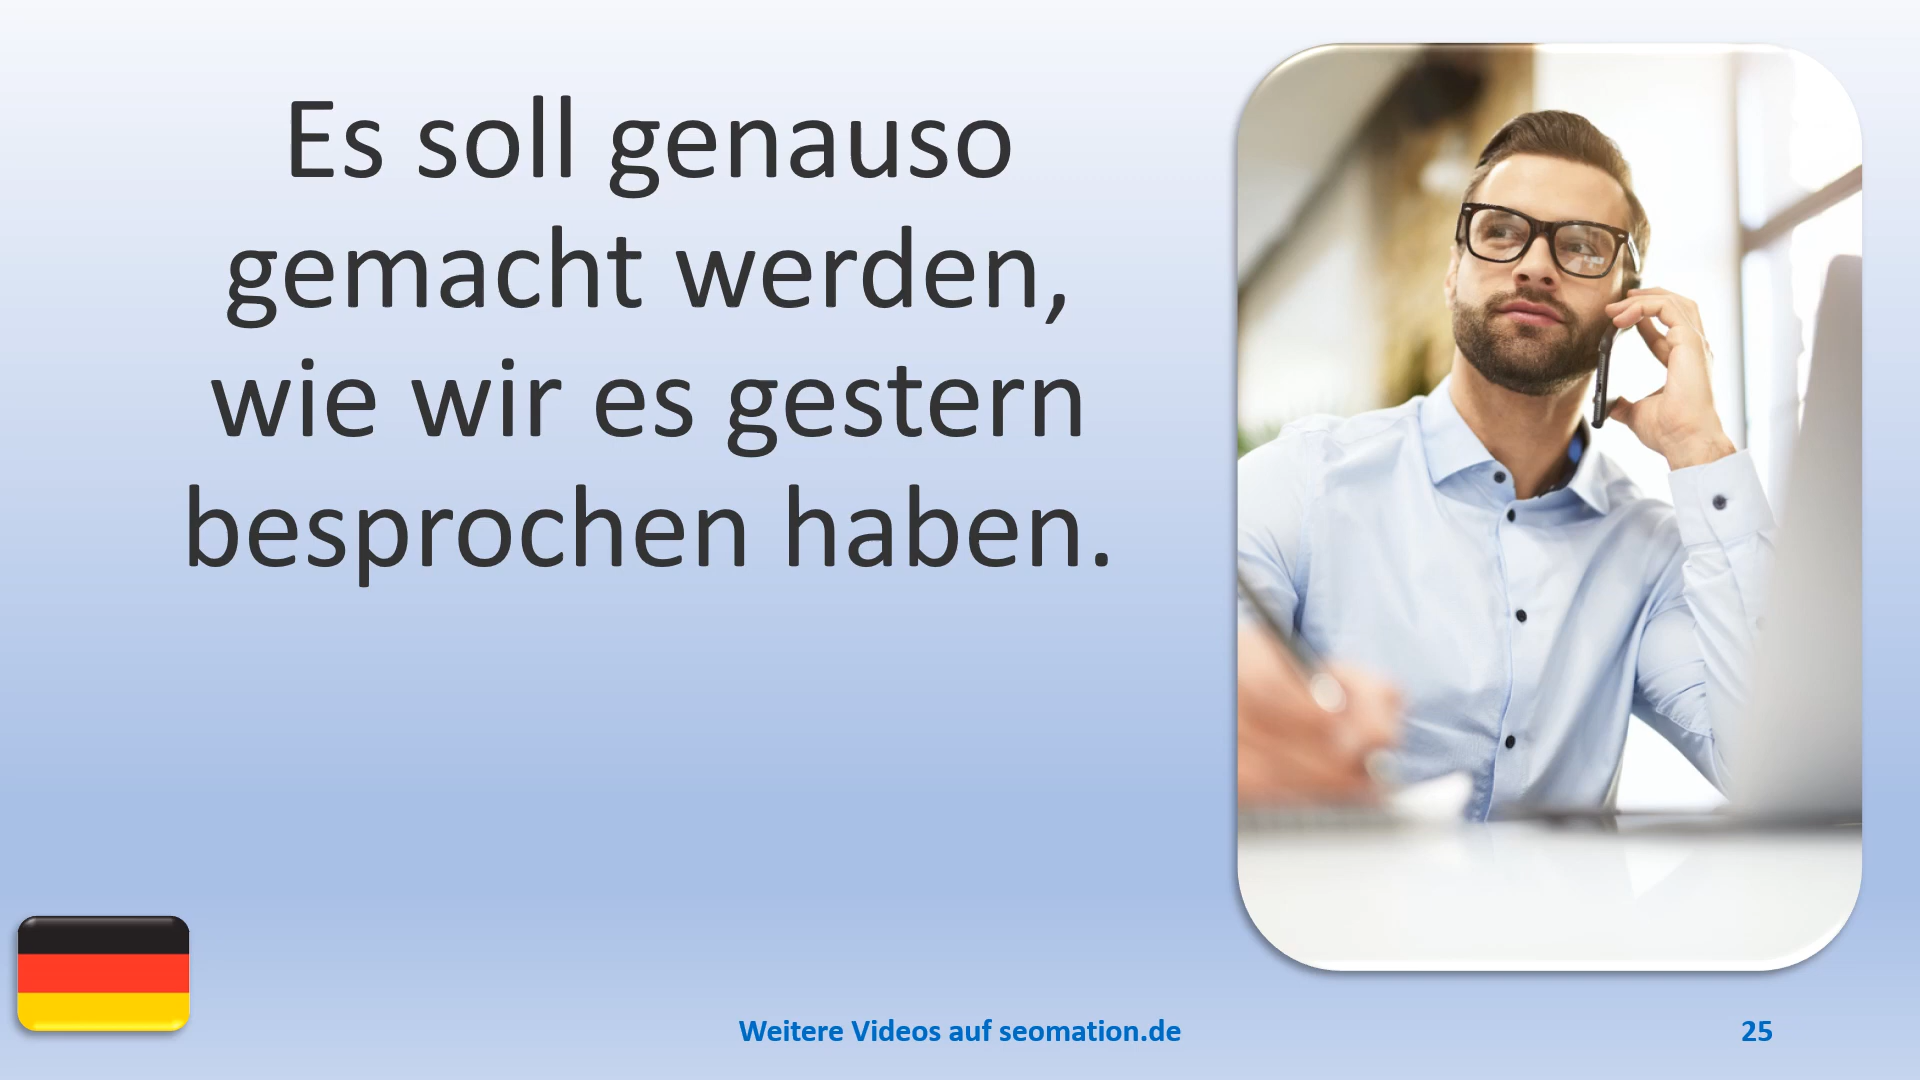 Es soll genauso
gemacht werden,
wie wir es gestern
besprochen haben.
Weitere Videos auf seomation.de
25